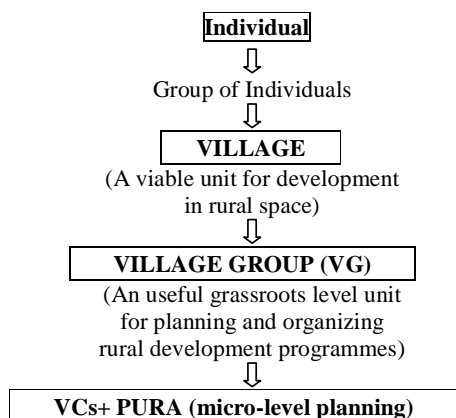 Individual
Group of Individuals
VILLAGE
(A viable unit for development
in rural space)
VILLAGE GROUP (VG)
(An useful grassroots level unit
for planning and organizing
rural development programmes)
VCs+ PURA (micro-level planning)